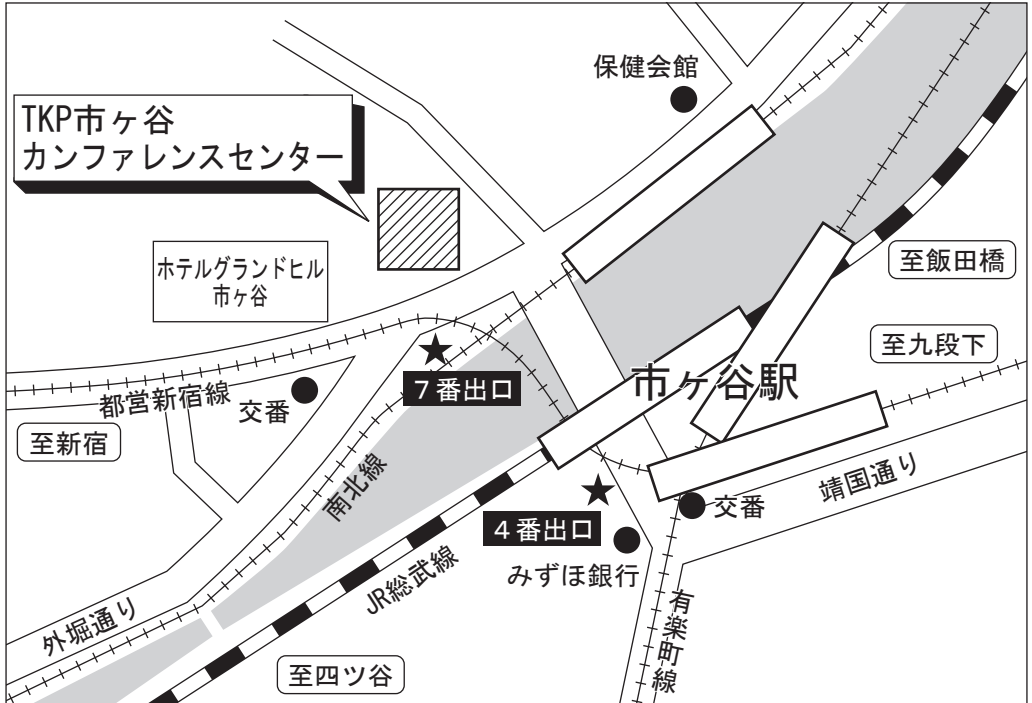 保健会館
TKP市ヶ谷
カンファレンスセンター
ホテルグランドヒル
市ヶ谷
至飯田橋
至九段下
市ヶ谷駅
7番出口
都営新宿線
交番
至新宿
南北線
靖国通り
交番
4番出口
みずほ銀行
JR総武線
有楽町線
外堀通り
至四ツ谷